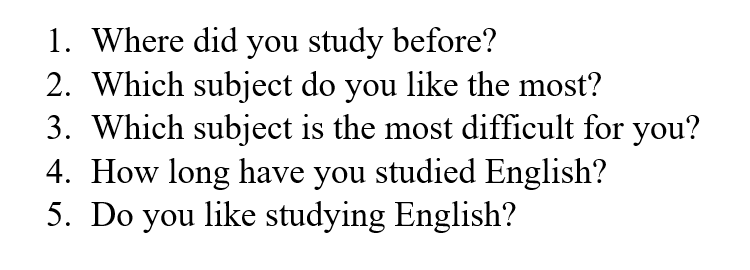 1. Where did you study before?
2. Which subject do you like the most?
3. Which subject is the most difficult for you?
4. How long have you studied English?
5. Do you like studying English?